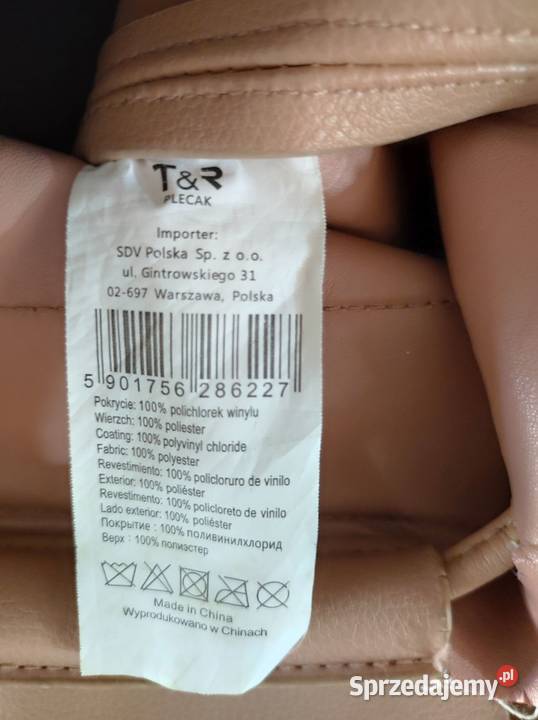 T&R
PLECAK
Importer:
SDV Polska Sp. z o.o.
ul. Gintrowskiego 31
02-697 Warszawa, Polska
5 901756 286227
Pokrycie: 100% polichlorek winylu
Wierzch: 100% poliester
Coating: 100% polyvinyl chloride
Fabric: 100% polyester
Revestimiento: 100% policloruro de vinilo
Exterior: 100% poliéster
Revestimento: 100% policloreto de vinilo
Lado exterior: 100% poliéster
Покрытие : 100% поливинилхлорид
Верх : 100% полиэстер
Made in China
Wyprodukowano w Chinach
Sprzedajemy.pl